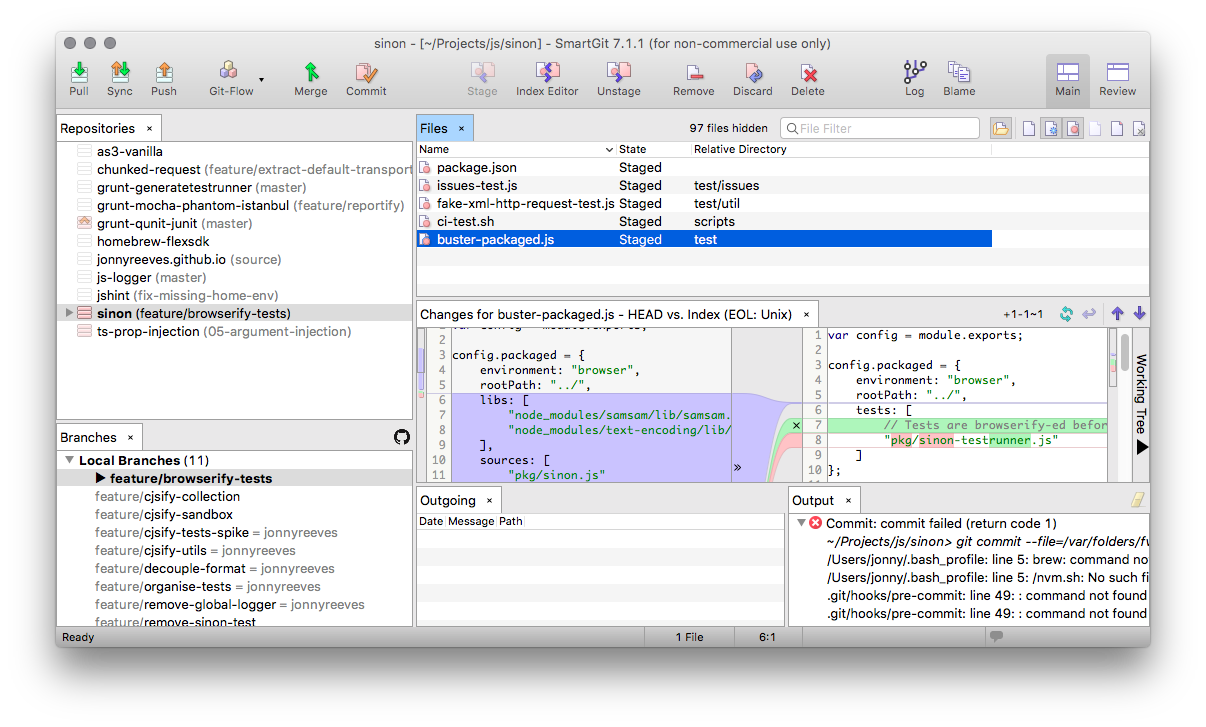 sinon - [~/Projects/js/sinon] - SmartGit 7.1.1 (for non-commercial use only)
Pull Sync Push Git-Flow Merge Commit Stage Index Editor Unstage Remove Discard Delete Log Blame Main Review
Repositories ×
as3-vanilla
chunked-request (feature/extract-default-transport
grunt-generatetestrunner (master)
grunt-mocha-phantom-istanbul (feature/reportify)
grunt-qunit-junit (master)
homebrew-flexsdk
jonnyreeves.github.io (source)
js-logger (master)
jshint (fix-missing-home-env)
sinon (feature/browserify-tests)
ts-prop-injection (05-argument-injection)
Branches ×
Local Branches (11)
feature/browserify-tests
feature/cjsify-collection
feature/cjsify-sandbox
feature/cjsify-tests-spike = jonnyreeves
feature/cjsify-utils = jonnyreeves
feature/decouple-format = jonnyreeves
feature/organise-tests = jonnyreeves
feature/remove-global-logger = jonnyreeves
feature/remove-sinon-test
Files × 97 files hidden File Filter
Name State Relative Directory
package.json Staged
issues-test.js Staged test/issues
fake-xml-http-request-test.js Staged test/util
ci-test.sh Staged scripts
buster-packaged.js Staged test
Changes for buster-packaged.js - HEAD vs. Index (EOL: Unix) × +1-1~1
var config = module.exports;
2
3 config.packaged = {
4 environment: "browser",
5 rootPath: "../",
6 libs: [
7 "node_modules/samsam/lib/samsam.
8 "node_modules/text-encoding/lib/
9 ],
10 sources: [
11 "pkg/sinon.js"
»
1 var config = module.exports;
2
3 config.packaged = {
4 environment: "browser",
5 rootPath: "../",
6 tests: [
7 // Tests are browserify-ed befor
8 "pkg/sinon-testrunner.js"
9 ]
10 };
Working Tree
Outgoing ×
Date Message Path
Output ×
Commit: commit failed (return code 1)
~/Projects/js/sinon> git commit --file=/var/folders/fv
/Users/jonny/.bash_profile: line 5: brew: command no
/Users/jonny/.bash_profile: line 5: /nvm.sh: No such fi
.git/hooks/pre-commit: line 49: : command not found
.git/hooks/pre-commit: line 49: : command not found
Ready 1 File 6:1